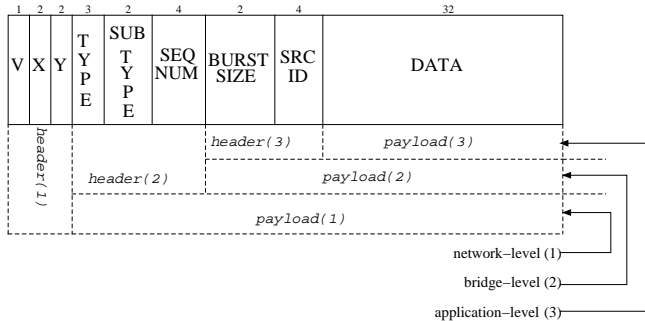 1 2 2 3 2 4 2 4 32
V X Y TYPE SUB TYPE SEQ NUM BURST SIZE SRC ID DATA
header(1)
header(3) payload(3)
header(2) payload(2)
payload(1)
network-level (1)
bridge-level (2)
application-level (3)